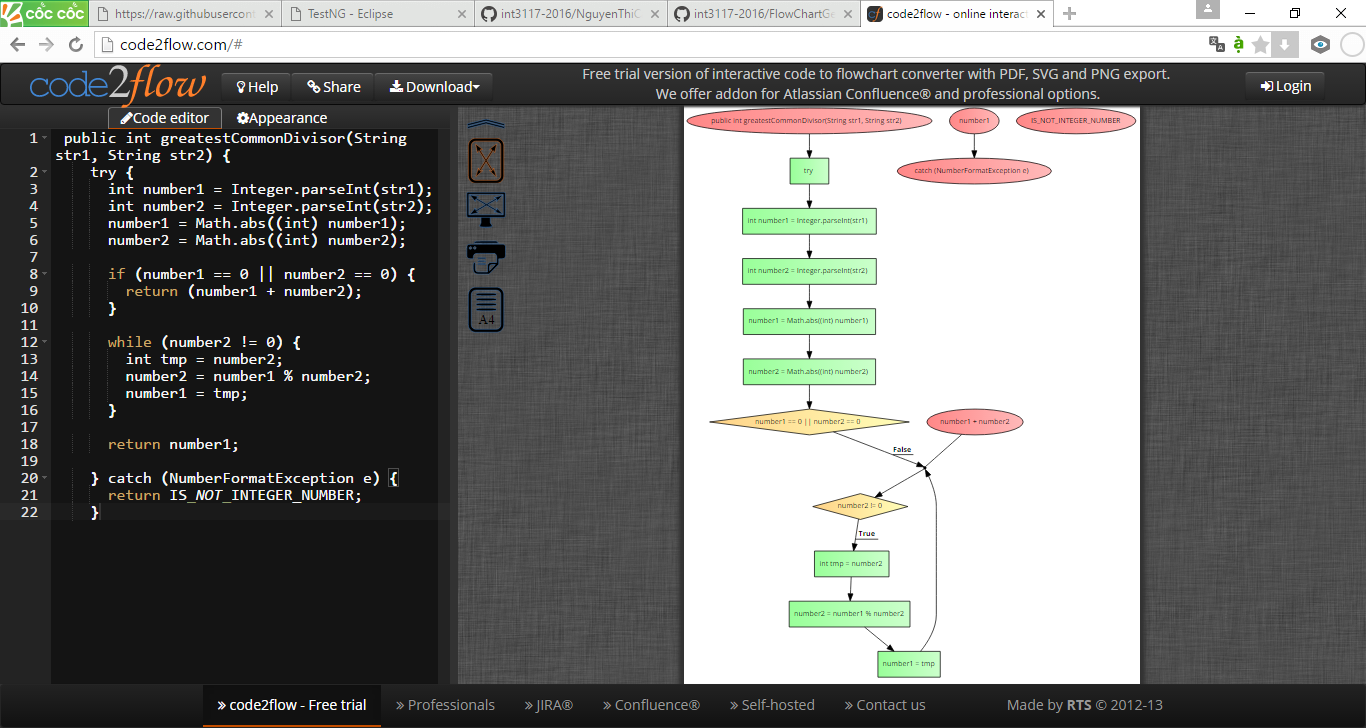 cốc cốc
https://raw.githubusercont
TestNG - Eclipse
int3117-2016/NguyenThiC
int3117-2016/FlowChartGe
code2flow - online interac
code2flow.com/#
code2flow
Help
Share
Download
Free trial version of interactive code to flowchart converter with PDF, SVG and PNG export.
We offer addon for Atlassian Confluence® and professional options.
Login
Code editor
Appearance
1 public int greatestCommonDivisor(String
str1, String str2) {
2 try {
3 int number1 = Integer.parseInt(str1);
4 int number2 = Integer.parseInt(str2);
5 number1 = Math.abs((int) number1);
6 number2 = Math.abs((int) number2);
7
8 if (number1 == 0 || number2 == 0) {
9 return (number1 + number2);
10 }
11
12 while (number2 != 0) {
13 int tmp = number2;
14 number2 = number1 % number2;
15 number1 = tmp;
16 }
17
18 return number1;
19
20 } catch (NumberFormatException e) {
21 return IS_NOT_INTEGER_NUMBER;
22 }
A4
public int greatestCommonDivisor(String str1, String str2)
number1
IS_NOT_INTEGER_NUMBER
try
catch (NumberFormatException e)
int number1 = Integer.parseInt(str1)
int number2 = Integer.parseInt(str2)
number1 = Math.abs((int) number1)
number2 = Math.abs((int) number2)
number1 == 0 || number2 == 0
number1 + number2
False
number2 != 0
True
int tmp = number2
number2 = number1 % number2
number1 = tmp
» code2flow - Free trial
» Professionals
» JIRA®
» Confluence®
» Self-hosted
» Contact us
Made by RTS © 2012-13